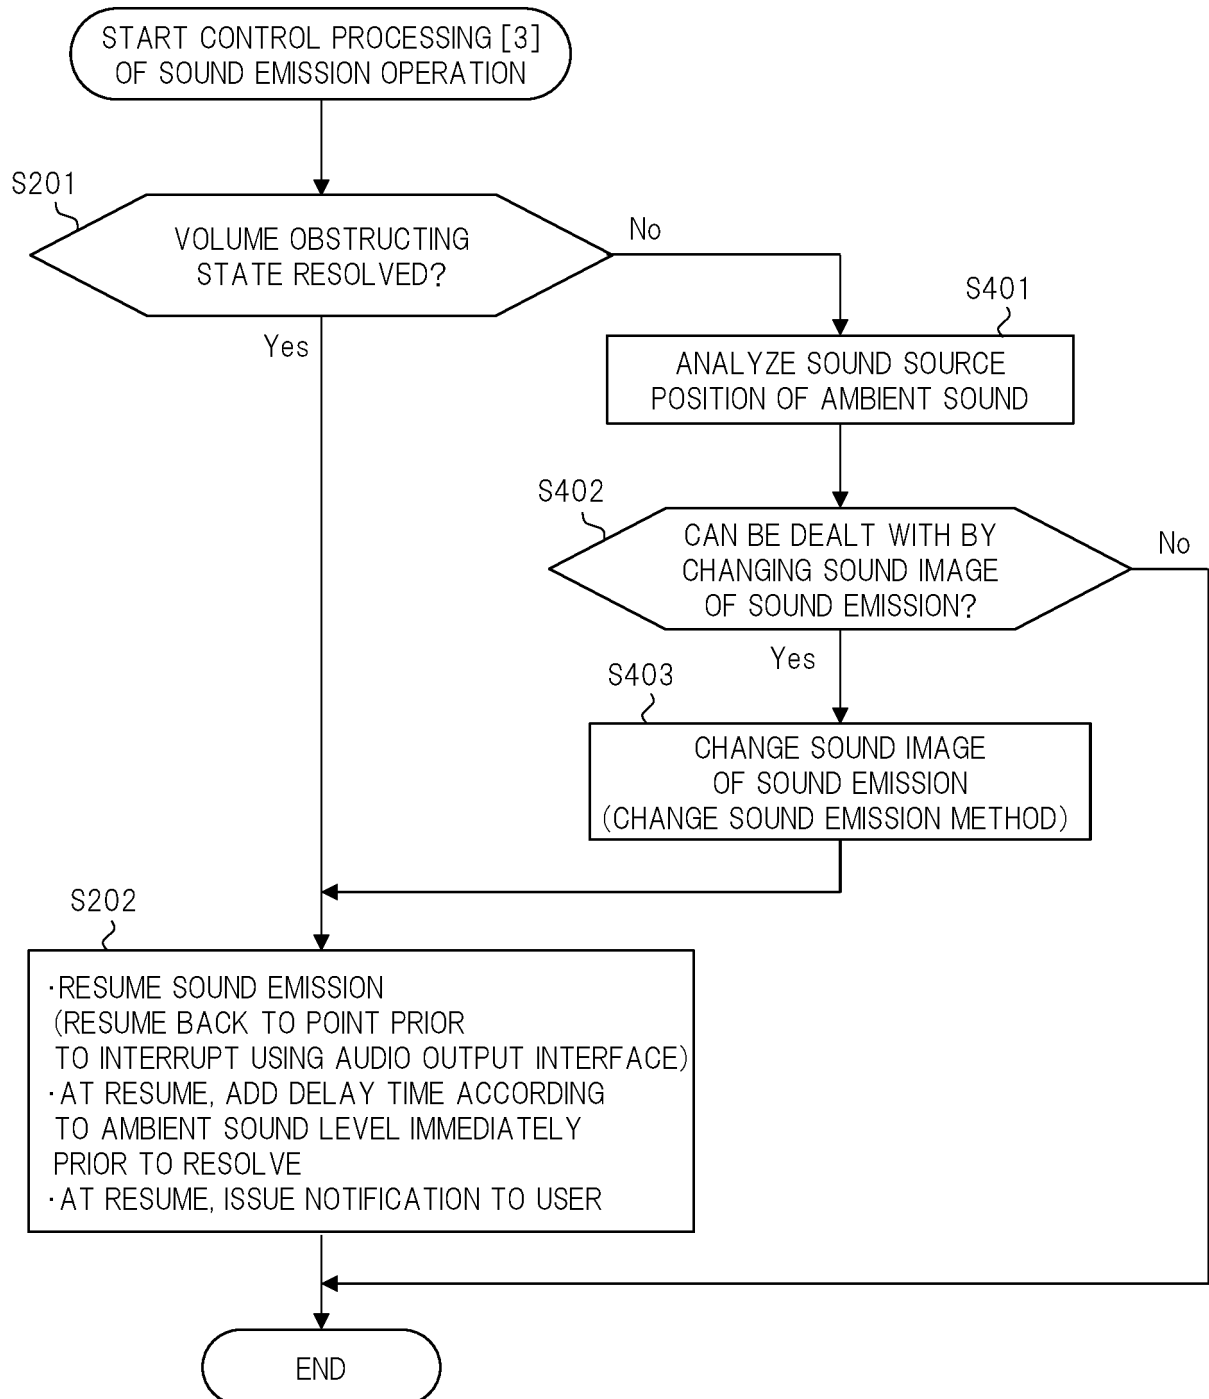 START CONTROL PROCESSING [3]
OF SOUND EMISSION OPERATION
S201
VOLUME OBSTRUCTING
STATE RESOLVED?
No
Yes
S401
ANALYZE SOUND SOURCE
POSITION OF AMBIENT SOUND
S402
CAN BE DEALT WITH BY
CHANGING SOUND IMAGE
OF SOUND EMISSION?
No
Yes
S403
CHANGE SOUND IMAGE
OF SOUND EMISSION
(CHANGE SOUND EMISSION METHOD)
S202
·RESUME SOUND EMISSION
(RESUME BACK TO POINT PRIOR
TO INTERRUPT USING AUDIO OUTPUT INTERFACE)
·AT RESUME, ADD DELAY TIME ACCORDING
TO AMBIENT SOUND LEVEL IMMEDIATELY
PRIOR TO RESOLVE
·AT RESUME, ISSUE NOTIFICATION TO USER
END